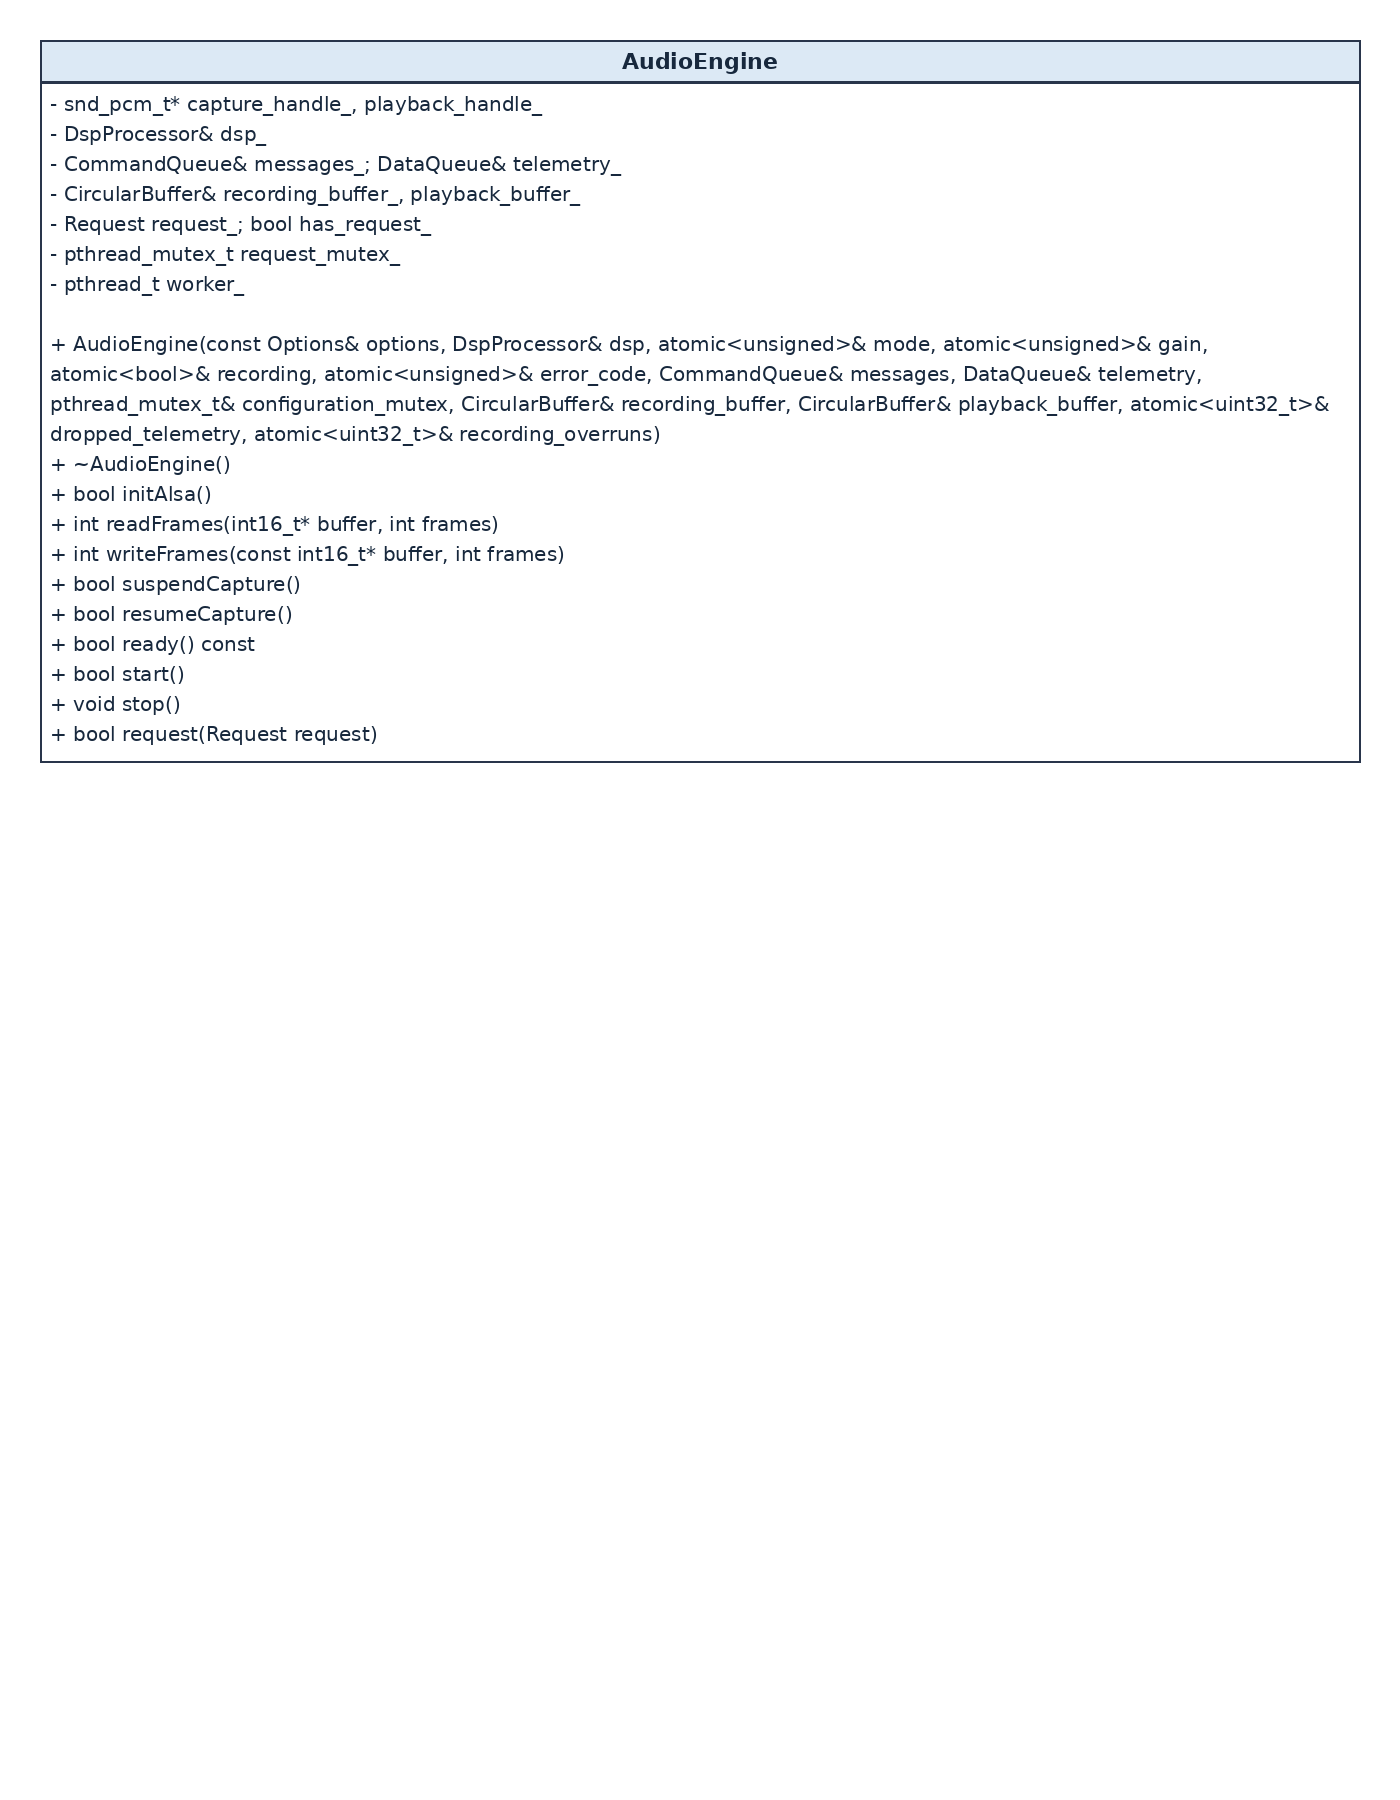 AudioEngine
- snd_pcm_t* capture_handle_, playback_handle_
- DspProcessor& dsp_
- CommandQueue& messages_; DataQueue& telemetry_
- CircularBuffer& recording_buffer_, playback_buffer_
- Request request_; bool has_request_
- pthread_mutex_t request_mutex_
- pthread_t worker_
+ AudioEngine(const Options& options, DspProcessor& dsp, atomic<unsigned>& mode, atomic<unsigned>& gain,
atomic<bool>& recording, atomic<unsigned>& error_code, CommandQueue& messages, DataQueue& telemetry,
pthread_mutex_t& configuration_mutex, CircularBuffer& recording_buffer, CircularBuffer& playback_buffer, atomic<uint32_t>&
dropped_telemetry, atomic<uint32_t>& recording_overruns)
+ ~AudioEngine()
+ bool initAlsa()
+ int readFrames(int16_t* buffer, int frames)
+ int writeFrames(const int16_t* buffer, int frames)
+ bool suspendCapture()
+ bool resumeCapture()
+ bool ready() const
+ bool start()
+ void stop()
+ bool request(Request request)